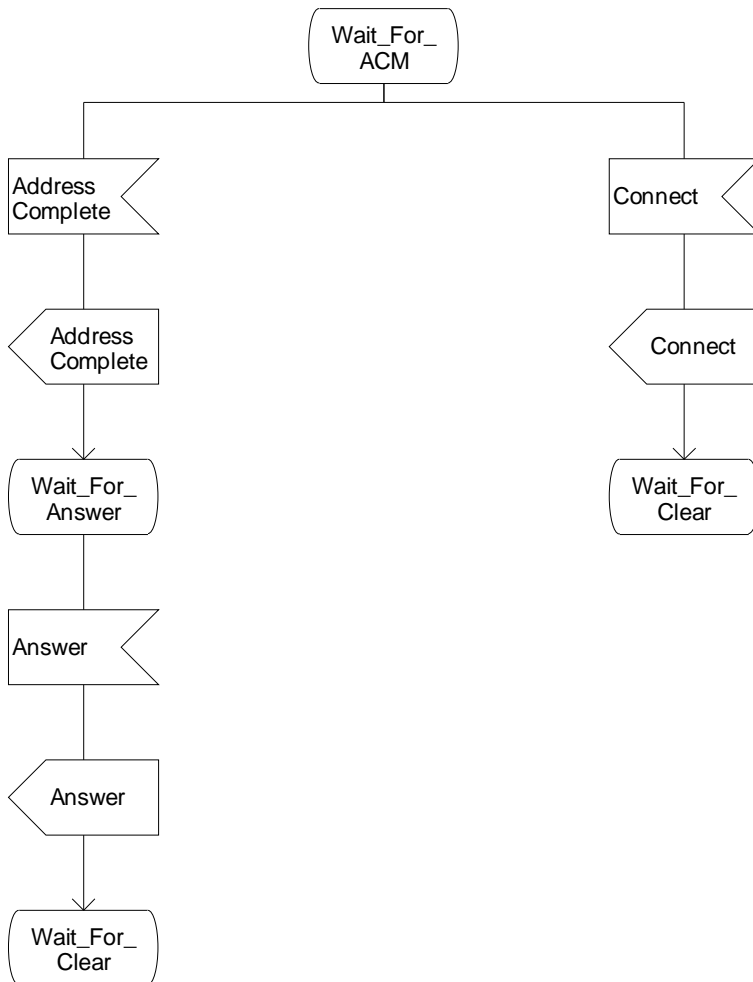 Wait_For_
ACM
Address
Complete
Connect
Address
Complete
Connect
Wait_For_
Answer
Wait_For_
Clear
Answer
Answer
Wait_For_
Clear